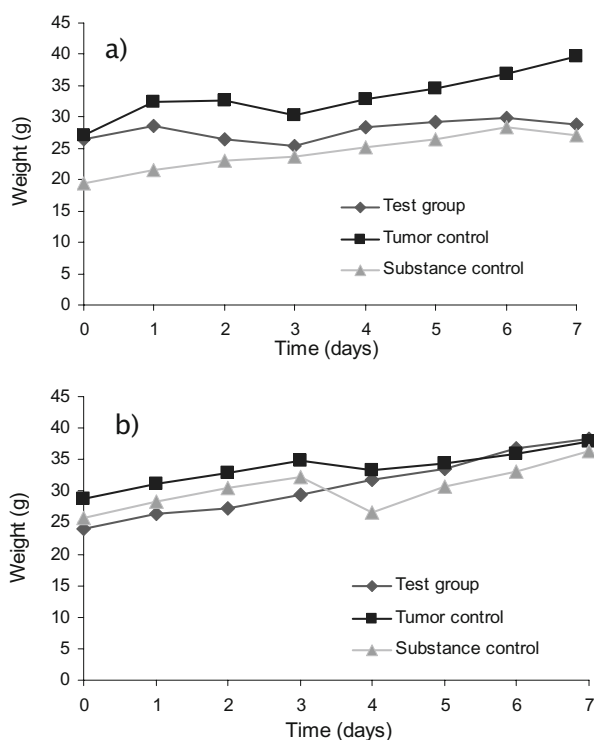 a)
Weight (g)
45
40
35
30
25
20
15
10
5
0
Test group
Tumor control
Substance control
0 1 2 3 4 5 6 7
Time (days)
b)
Weight (g)
45
40
35
30
25
20
15
10
5
0
Test group
Tumor control
Substance control
0 1 2 3 4 5 6 7
Time (days)